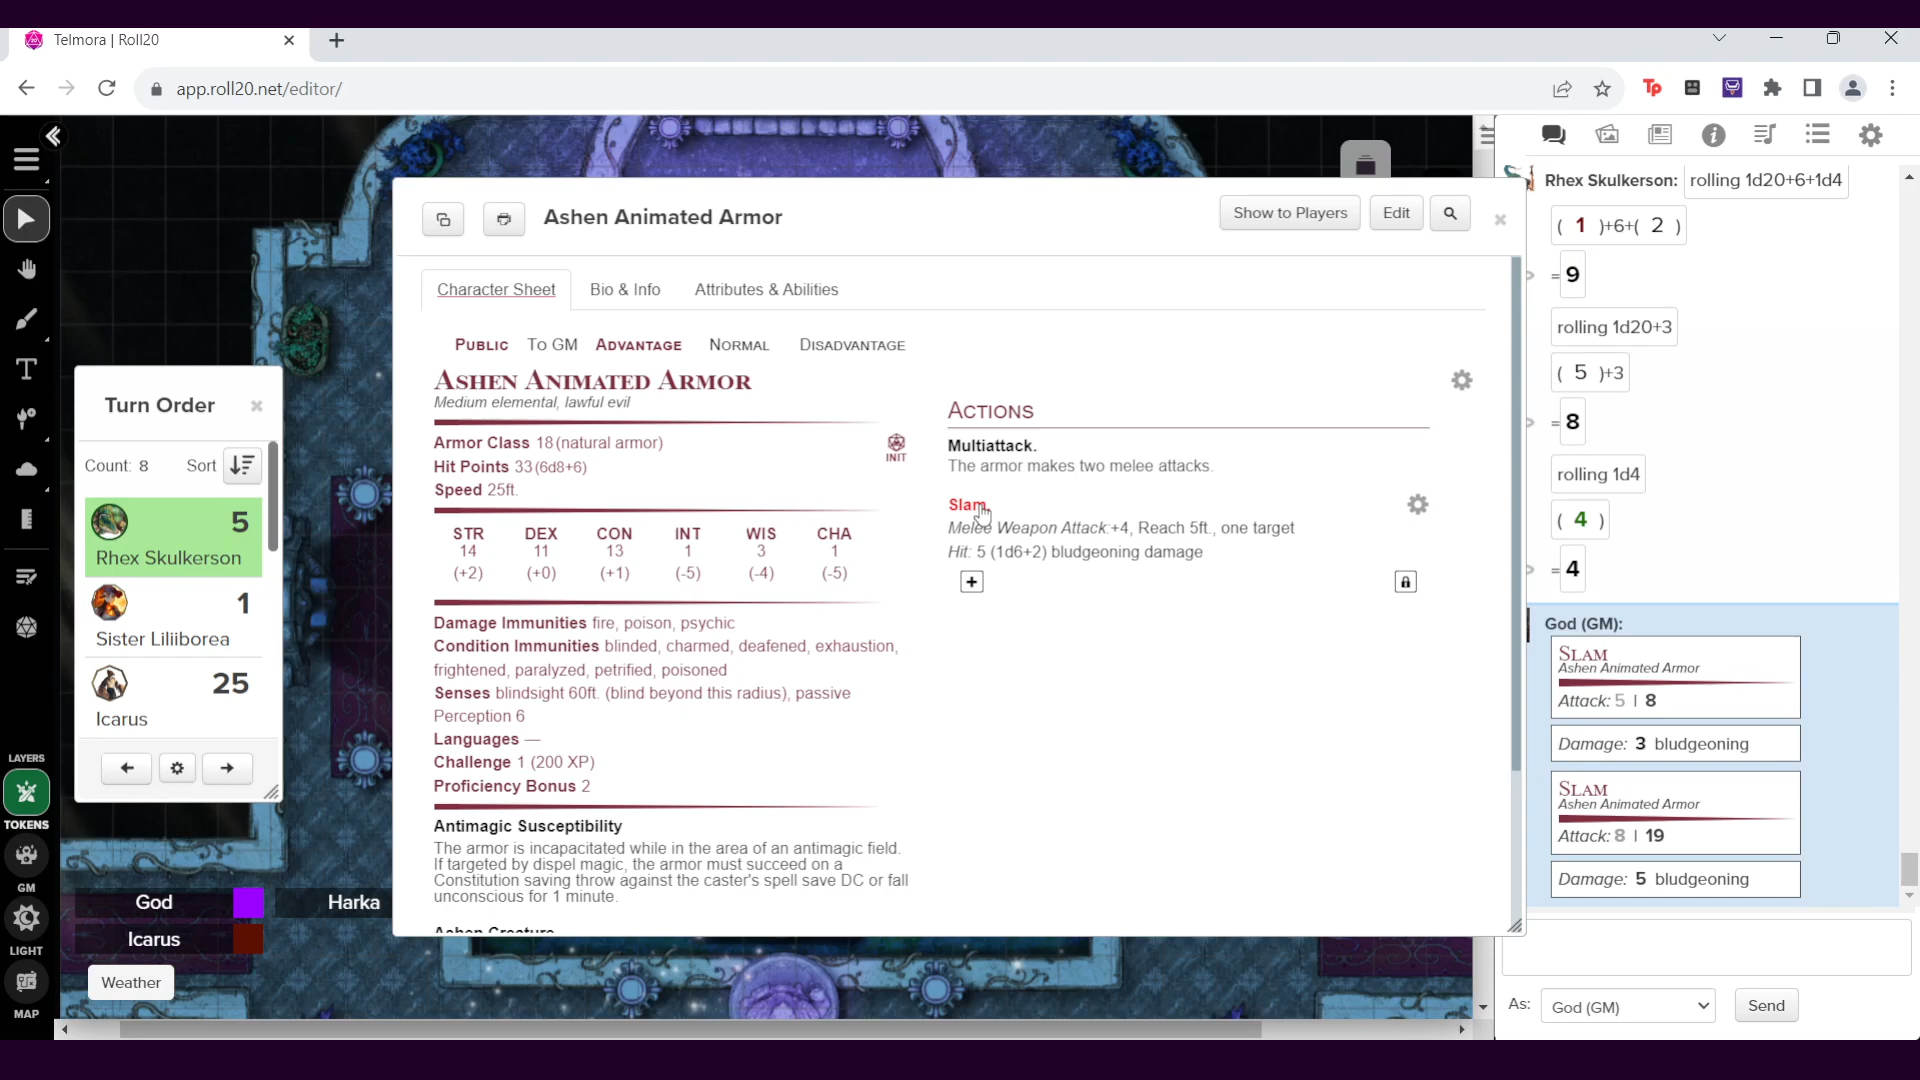 Telmora | Roll20
app.roll20.net/editor/
Tp
Ashen Animated Armor
Show to Players
Edit
Character Sheet
Bio & Info
Attributes & Abilities
PUBLIC TO GM ADVANTAGE NORMAL DISADVANTAGE
ASHEN ANIMATED ARMOR
Medium elemental, lawful evil
Armor Class 18 (natural armor)
Hit Points 33 (6d8+6)
Speed 25ft.
INIT
STR DEX CON INT WIS CHA
14 11 13 1 3 1
(+2) (+0) (+1) (-5) (-4) (-5)
Damage Immunities fire, poison, psychic
Condition Immunities blinded, charmed, deafened, exhaustion,
frightened, paralyzed, petrified, poisoned
Senses blindsight 60ft. (blind beyond this radius), passive
Perception 6
Languages —
Challenge 1 (200 XP)
Proficiency Bonus 2
Antimagic Susceptibility
The armor is incapacitated while in the area of an antimagic field.
If targeted by dispel magic, the armor must succeed on a
Constitution saving throw against the caster's spell save DC or fall
unconscious for 1 minute.
Ashen Creature
ACTIONS
Multiattack.
The armor makes two melee attacks.
Slam.
Melee Weapon Attack:+4, Reach 5ft., one target
Hit: 5 (1d6+2) bludgeoning damage
Turn Order
Count: 8 Sort
5
Rhex Skulkerson
1
Sister Liliiborea
25
Icarus
LAYERS
TOKENS
GM
LIGHT
MAP
God
Harka
Icarus
Weather
Rhex Skulkerson: rolling 1d20+6+1d4
( 1 )+6+( 2 )
= 9
rolling 1d20+3
( 5 )+3
= 8
rolling 1d4
( 4 )
= 4
God (GM):
SLAM
Ashen Animated Armor
Attack: 5 | 8
Damage: 3 bludgeoning
SLAM
Ashen Animated Armor
Attack: 8 | 19
Damage: 5 bludgeoning
As: God (GM) Send